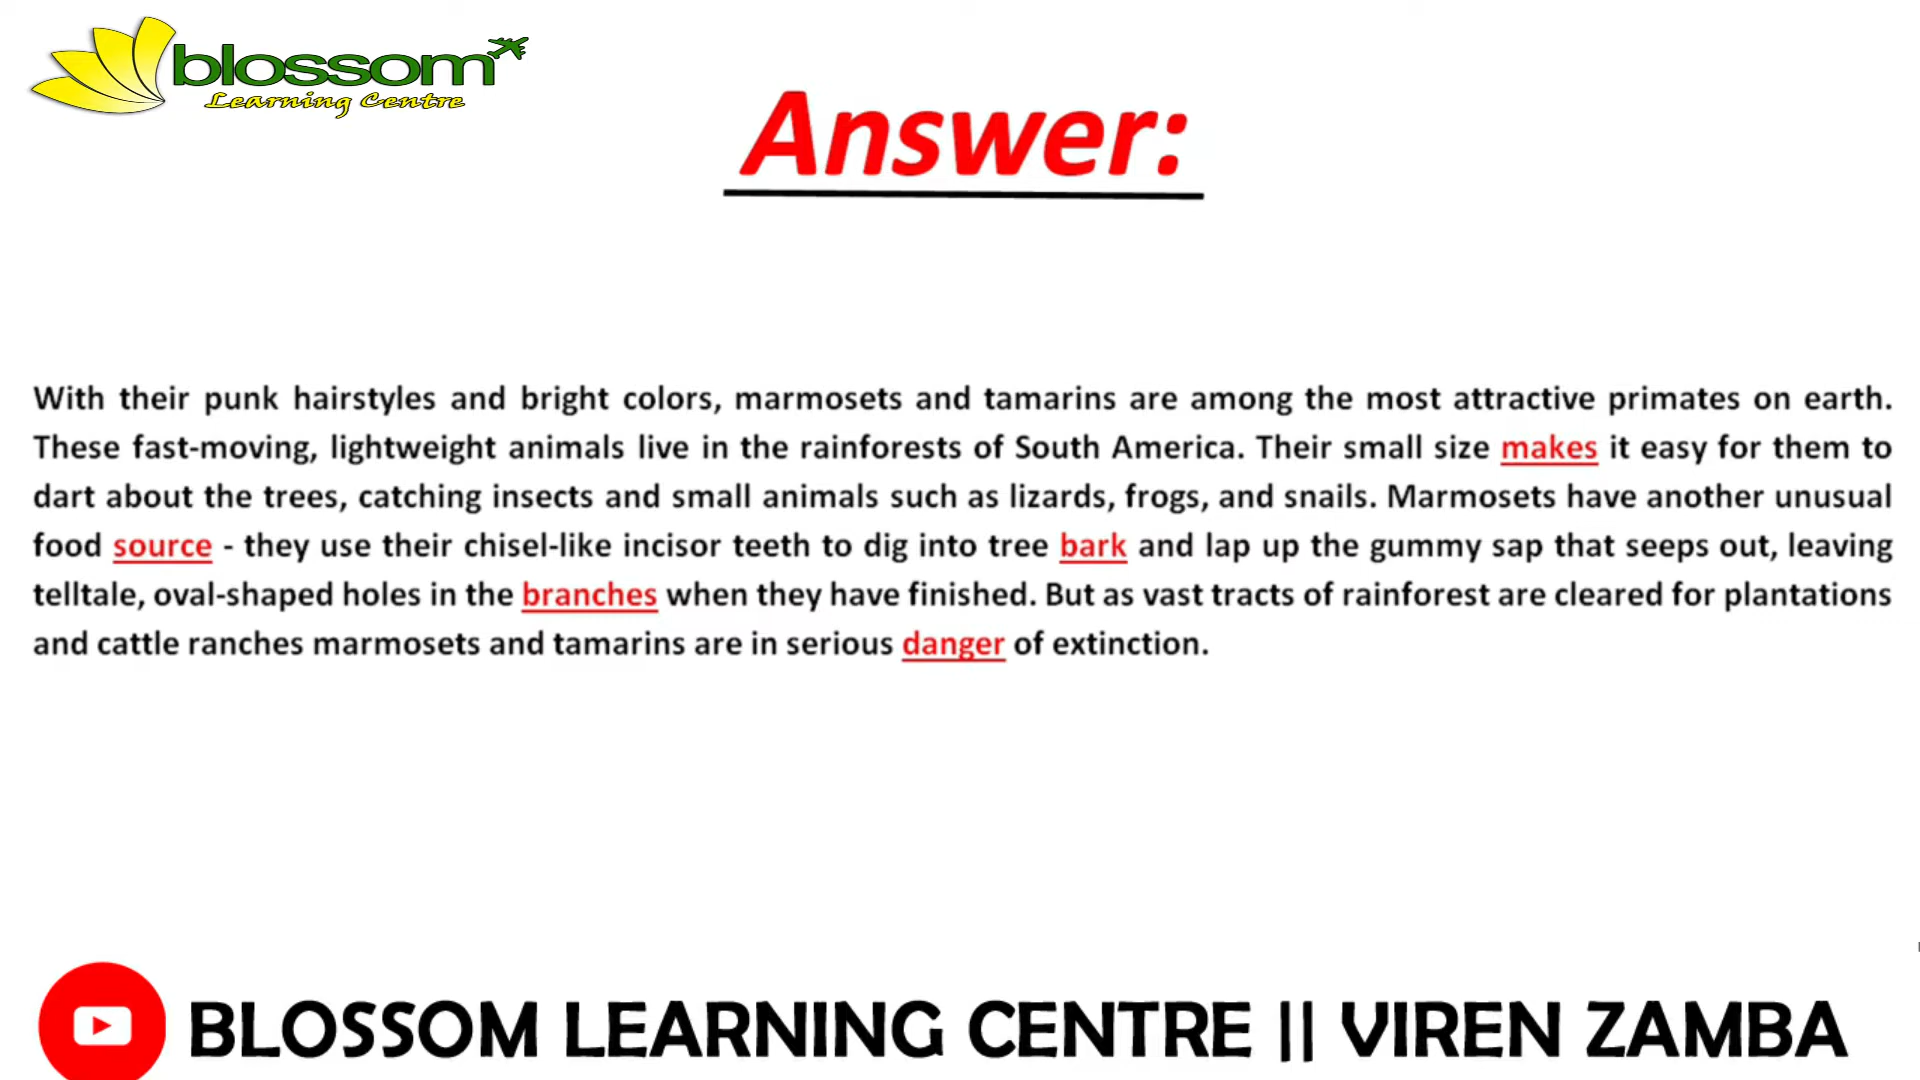 blossom
Learning Centre
Answer:
With their punk hairstyles and bright colors, marmosets and tamarins are among the most attractive primates on earth.
These fast-moving, lightweight animals live in the rainforests of South America. Their small size makes it easy for them to
dart about the trees, catching insects and small animals such as lizards, frogs, and snails. Marmosets have another unusual
food source - they use their chisel-like incisor teeth to dig into tree bark and lap up the gummy sap that seeps out, leaving
telltale, oval-shaped holes in the branches when they have finished. But as vast tracts of rainforest are cleared for plantations
and cattle ranches marmosets and tamarins are in serious danger of extinction.
BLOSSOM LEARNING CENTRE || VIREN ZAMBA